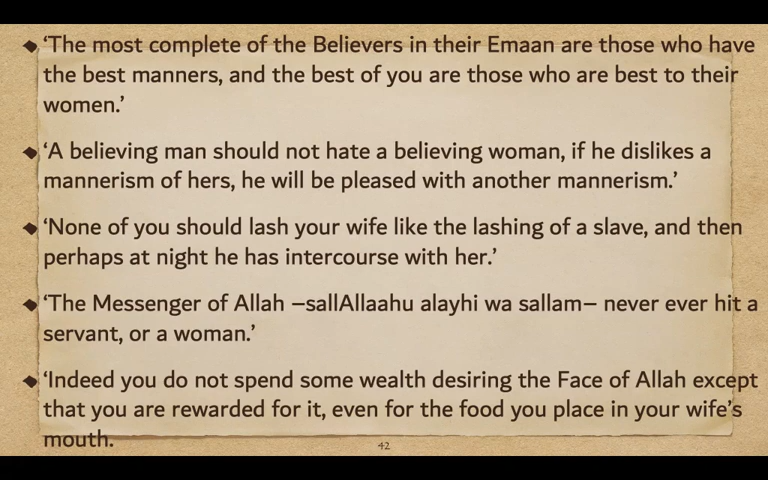 ‘The most complete of the Believers in their Emaan are those who have
the best manners, and the best of you are those who are best to their
women.’
‘A believing man should not hate a believing woman, if he dislikes a
mannerism of hers, he will be pleased with another mannerism.’
‘None of you should lash your wife like the lashing of a slave, and then
perhaps at night he has intercourse with her.’
‘The Messenger of Allah –sallAllaahu alayhi wa sallam– never ever hit a
servant, or a woman.’
‘Indeed you do not spend some wealth desiring the Face of Allah except
that you are rewarded for it, even for the food you place in your wife’s
mouth.
42